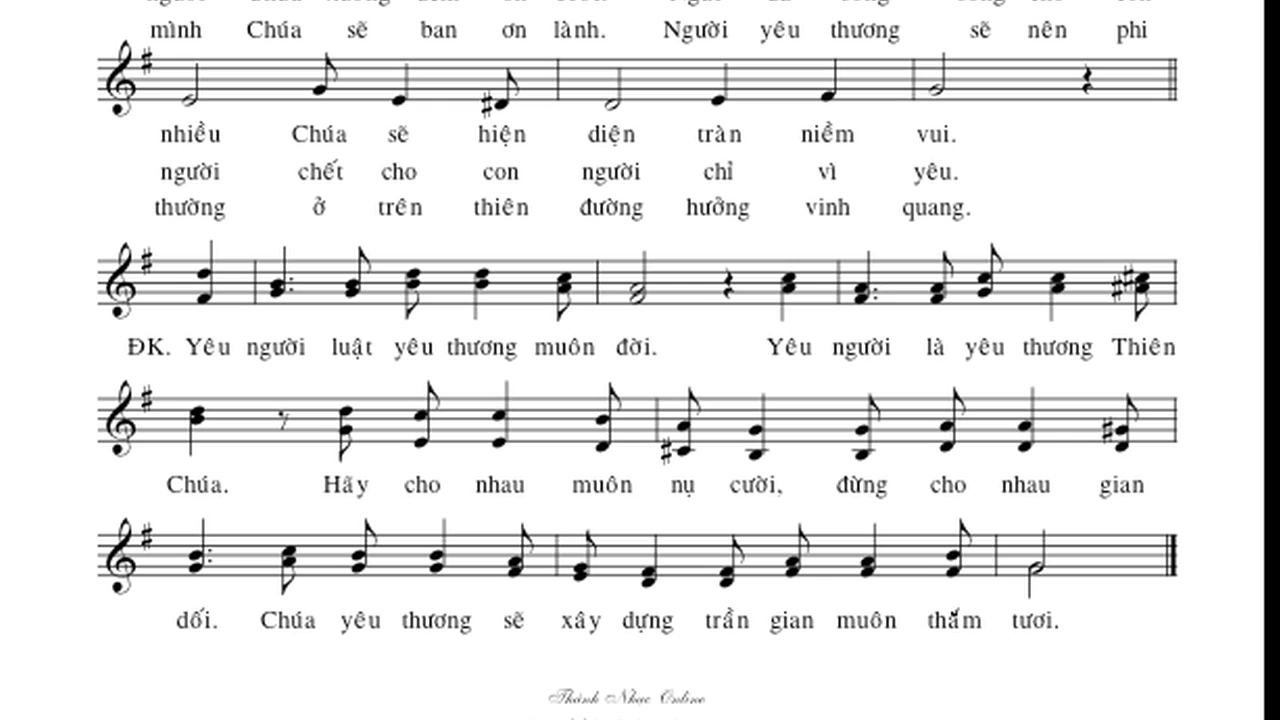 mình Chúa sẽ ban ơn lành. Người yêu thương sẽ nên phi
nhiều Chúa sẽ hiện diện tràn niềm vui.
người chết cho con người chỉ vì yêu.
thường ở trên thiên đường hưởng vinh quang.
ĐK. Yêu người luật yêu thương muôn đời. Yêu người là yêu thương Thiên
Chúa. Hãy cho nhau muôn nụ cười, đừng cho nhau gian
dối. Chúa yêu thương sẽ xây dựng trần gian muôn thắm tươi.
Thánh Nhạc Online